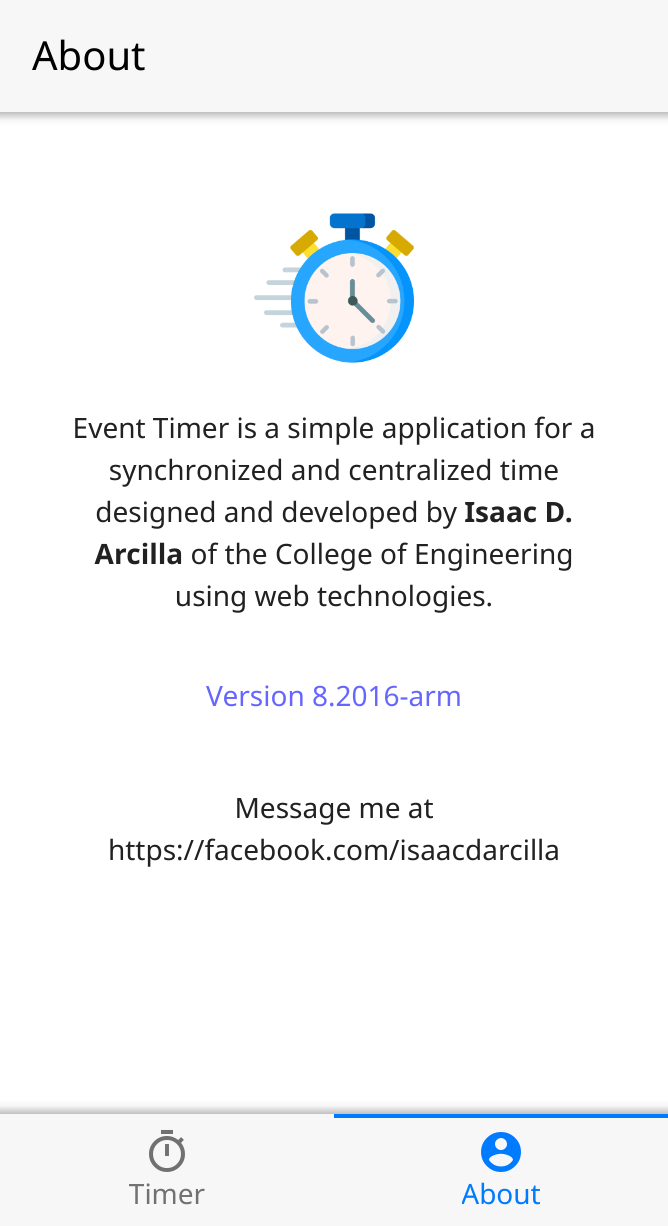 About
Event Timer is a simple application for a
synchronized and centralized time
designed and developed by Isaac D.
Arcilla of the College of Engineering
using web technologies.
Version 8.2016-arm
Message me at
https://facebook.com/isaacdarcilla
Timer
About